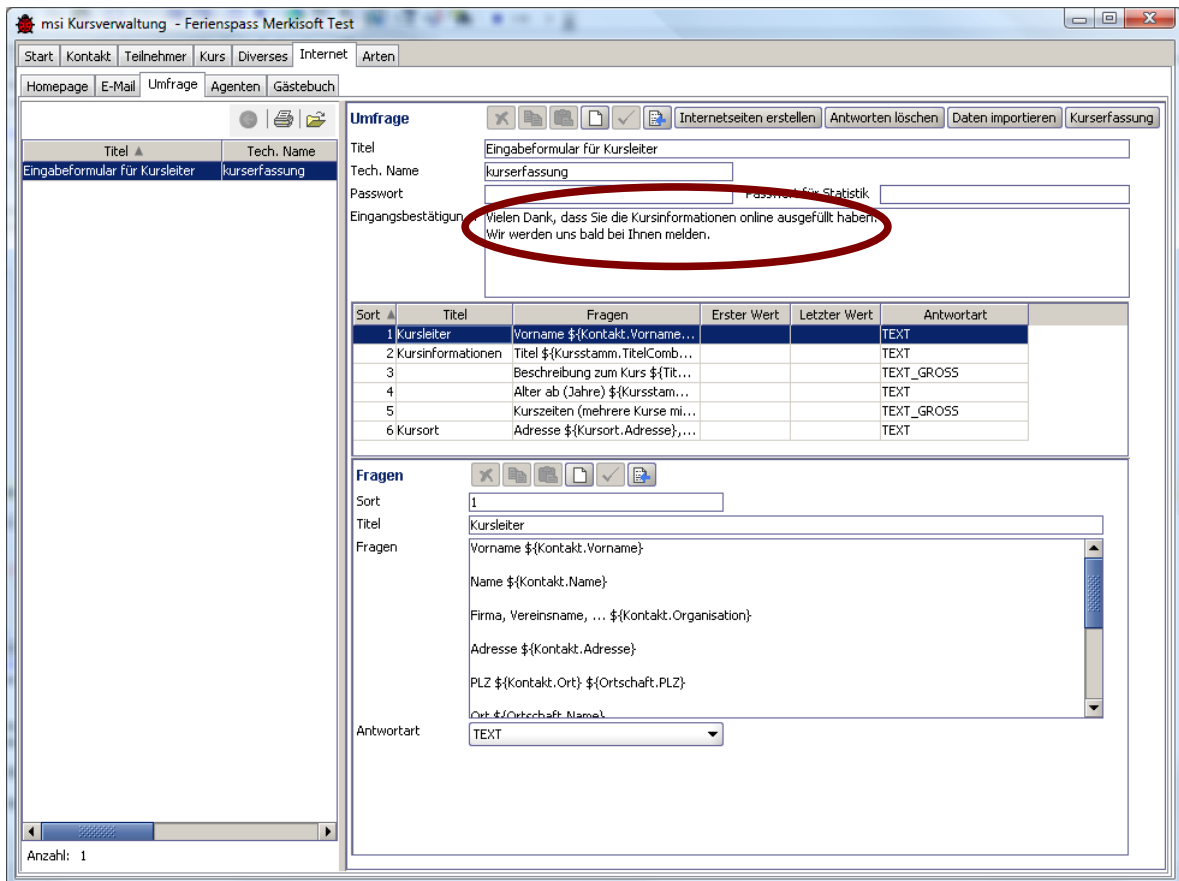 msi Kursverwaltung - Ferienspass Merkisoft Test
Start Kontakt Teilnehmer Kurs Diverses Internet Arten
Homepage E-Mail Umfrage Agenten Gästebuch
Titel Tech. Name
Eingabeformular für Kursleiter kurserfassung
Anzahl: 1
Umfrage Internetseiten erstellen Antworten löschen Daten importieren Kurserfassung
Titel Eingabeformular für Kursleiter
Tech. Name kurserfassung
Passwort Passwort für Statistik
Eingangsbestätigun Vielen Dank, dass Sie die Kursinformationen online ausgefüllt haben.
Wir werden uns bald bei Ihnen melden.
Sort Titel Fragen Erster Wert Letzter Wert Antwortart
1 Kursleiter Vorname ${Kontakt.Vorname... TEXT
2 Kursinformationen Titel ${Kursstamm.TitelComb... TEXT
3 Beschreibung zum Kurs ${Tit... TEXT_GROSS
4 Alter ab (Jahre) ${Kursstam... TEXT
5 Kurszeiten (mehrere Kurse mi... TEXT_GROSS
6 Kursort Adresse ${Kursort.Adresse},... TEXT
Fragen
Sort 1
Titel Kursleiter
Fragen Vorname ${Kontakt.Vorname}
Name ${Kontakt.Name}
Firma, Vereinsname, ... ${Kontakt.Organisation}
Adresse ${Kontakt.Adresse}
PLZ ${Kontakt.Ort} ${Ortschaft.PLZ}
Ort ${Ortschaft.Name}
Antwortart TEXT